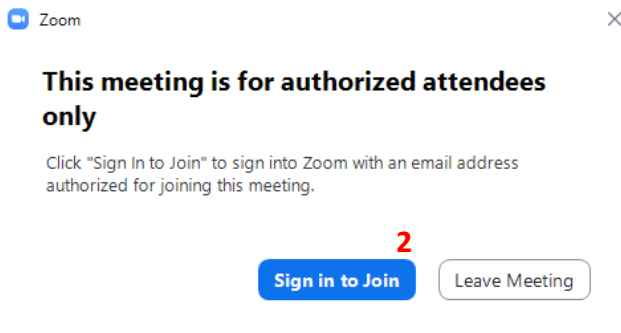 Zoom
This meeting is for authorized attendees
only
Click "Sign In to Join" to sign into Zoom with an email address
authorized for joining this meeting.
2
Sign in to Join
Leave Meeting